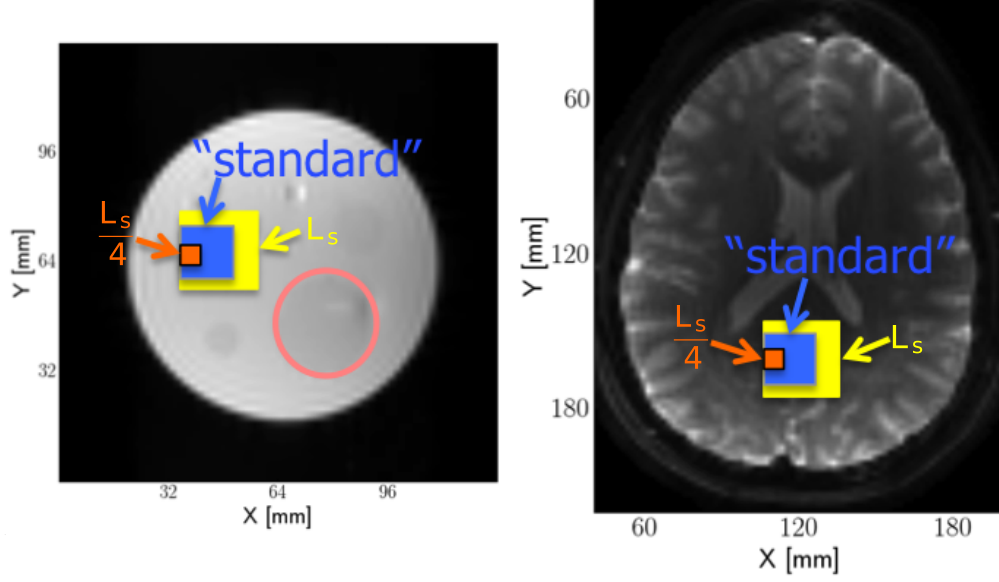 “standard”
L s
4
L s
96
64
32
Y [mm]
32 64 96
X [mm]
“standard”
L s
4
L s
60
120
180
Y [mm]
60 120 180
X [mm]